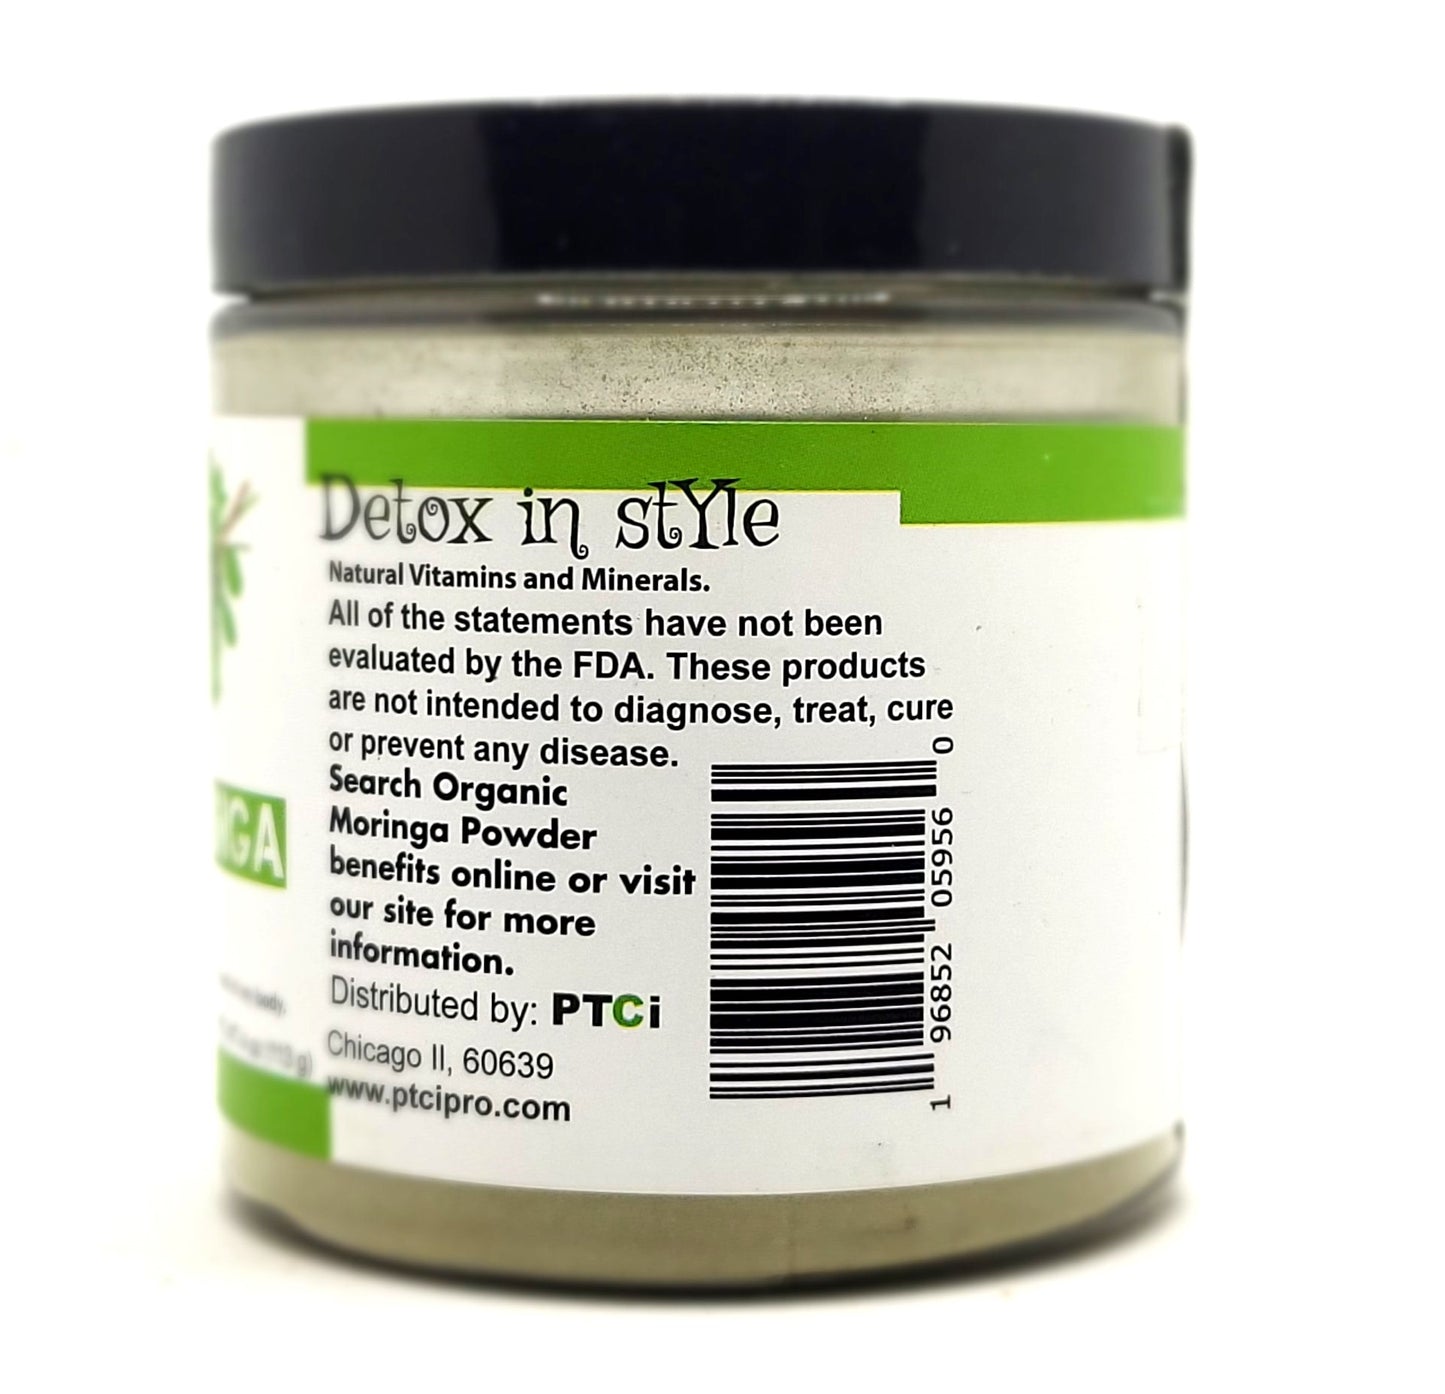 Detox in stYle
Natural Vitamins and Minerals.
All of the statements have not been
evaluated by the FDA. These products
are not intended to diagnose, treat, cure
or prevent any disease.
Search Organic
Moringa Powder
benefits online or visit
our site for more
information.
Distributed by: PTCi
Chicago Il, 60639
www.ptcipro.com
1 96852 05956 0
GA
body.
(113 g)